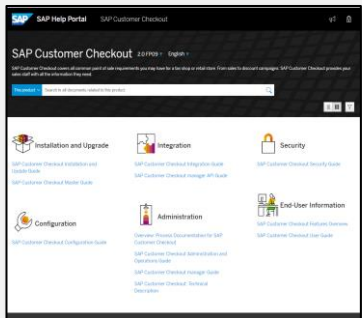 SAP
SAP Help Portal
SAP Customer Checkout
SAP Customer Checkout
2.0 FP09
English
SAP Customer Checkout covers all common point of sale requirements you may have for a fan shop or retail store. From sales to discount campaigns: SAP Customer Checkout provides your
sales staff with all the information they need.
This product
Search in all documents related to this product
Installation and Upgrade
SAP Customer Checkout Installation and
Update Guide
SAP Customer Checkout Master Guide
Integration
SAP Customer Checkout Integration Guide
SAP Customer Checkout manager API Guide
Security
SAP Customer Checkout Security Guide
Configuration
SAP Customer Checkout Configuration Guide
Administration
Overview: Process Documentation for SAP
Customer Checkout
SAP Customer Checkout Administration and
Operations Guide
SAP Customer Checkout manager Guide
SAP Customer Checkout: Technical
Description
End-User Information
SAP Customer Checkout Features Overview
SAP Customer Checkout User Guide